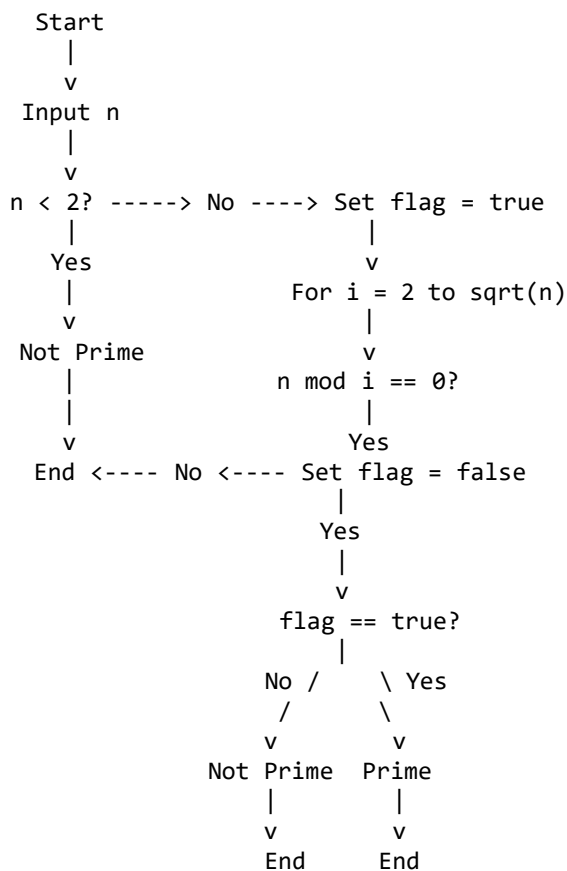 Start
|
v
Input n
|
v
n < 2? -----> No ----> Set flag = true
| |
Yes v
| For i = 2 to sqrt(n)
v |
Not Prime v
| n mod i == 0?
| |
v Yes
End <---- No <---- Set flag = false
|
Yes
|
v
flag == true?
|
No / \ Yes
/ \
v v
Not Prime Prime
| |
v v
End End